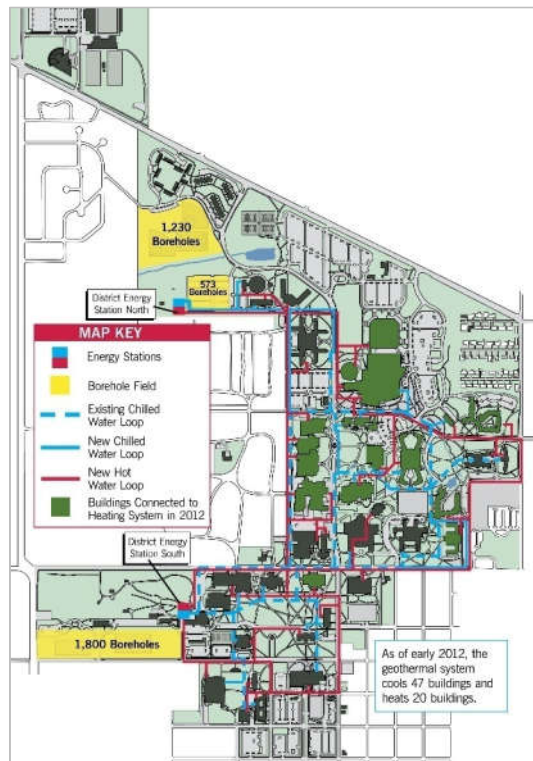 1,230
Boreholes
573
Boreholes
District Energy
Station North
MAP KEY
Energy Stations
Borehole Field
Existing Chilled
Water Loop
New Chilled
Water Loop
New Hot
Water Loop
Buildings Connected to
Heating System in 2012
District Energy
Station South
1,800 Boreholes
As of early 2012, the
geothermal system
cools 47 buildings and
heats 20 buildings.